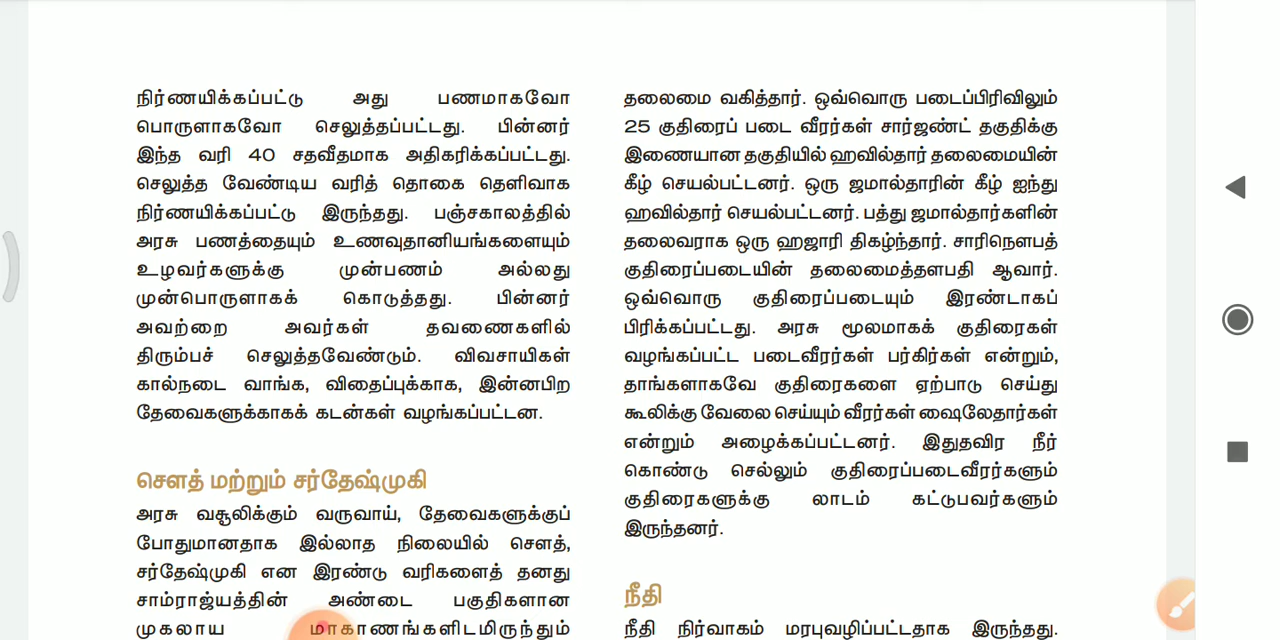 நிர்ணயிக்கப்பட்டு அது பணமாகவோ
பொருளாகவோ செலுத்தப்பட்டது. பின்னர்
இந்த வரி 40 சதவீதமாக அதிகரிக்கப்பட்டது.
செலுத்த வேண்டிய வரித் தொகை தெளிவாக
நிர்ணயிக்கப்பட்டு இருந்தது. பஞ்சகாலத்தில்
அரசு பணத்தையும் உணவுதானியங்களையும்
உழவர்களுக்கு முன்பணம் அல்லது
முன்பொருளாகக் கொடுத்தது. பின்னர்
அவற்றை அவர்கள் தவணைகளில்
திரும்பச் செலுத்தவேண்டும். விவசாயிகள்
கால்நடை வாங்க, விதைப்புக்காக, இன்னபிற
தேவைகளுக்காகக் கடன்கள் வழங்கப்பட்டன.
சௌத் மற்றும் சர்தேஷ்முகி
அரசு வசூலிக்கும் வருவாய், தேவைகளுக்குப்
போதுமானதாக இல்லாத நிலையில் சௌத்,
சர்தேஷ்முகி என இரண்டு வரிகளைத் தனது
சாம்ராஜ்யத்தின் அண்டை பகுதிகளான
முகலாய மாகாணங்களிடமிருந்தும்
தலைமை வகித்தார். ஒவ்வொரு படைப்பிரிவிலும்
25 குதிரைப் படை வீரர்கள் சார்ஜண்ட் தகுதிக்கு
இணையான தகுதியில் ஹவில்தார் தலைமையின்
கீழ் செயல்பட்டனர். ஒரு ஜமால்தாரின் கீழ் ஐந்து
ஹவில்தார் செயல்பட்டனர். பத்து ஜமால்தார்களின்
தலைவராக ஒரு ஹஜாரி திகழ்ந்தார். சாரிநௌபத்
குதிரைப்படையின் தலைமைத்தளபதி ஆவார்.
ஒவ்வொரு குதிரைப்படையும் இரண்டாகப்
பிரிக்கப்பட்டது. அரசு மூலமாகக் குதிரைகள்
வழங்கப்பட்ட படைவீரர்கள் பர்கிர்கள் என்றும்,
தாங்களாகவே குதிரைகளை ஏற்பாடு செய்து
கூலிக்கு வேலை செய்யும் வீரர்கள் ஷைலேதார்கள்
என்றும் அழைக்கப்பட்டனர். இதுதவிர நீர்
கொண்டு செல்லும் குதிரைப்படைவீரர்களும்
குதிரைகளுக்கு லாடம் கட்டுபவர்களும்
இருந்தனர்.
நீதி
நீதி நிர்வாகம் மரபுவழிப்பட்டதாக இருந்தது.